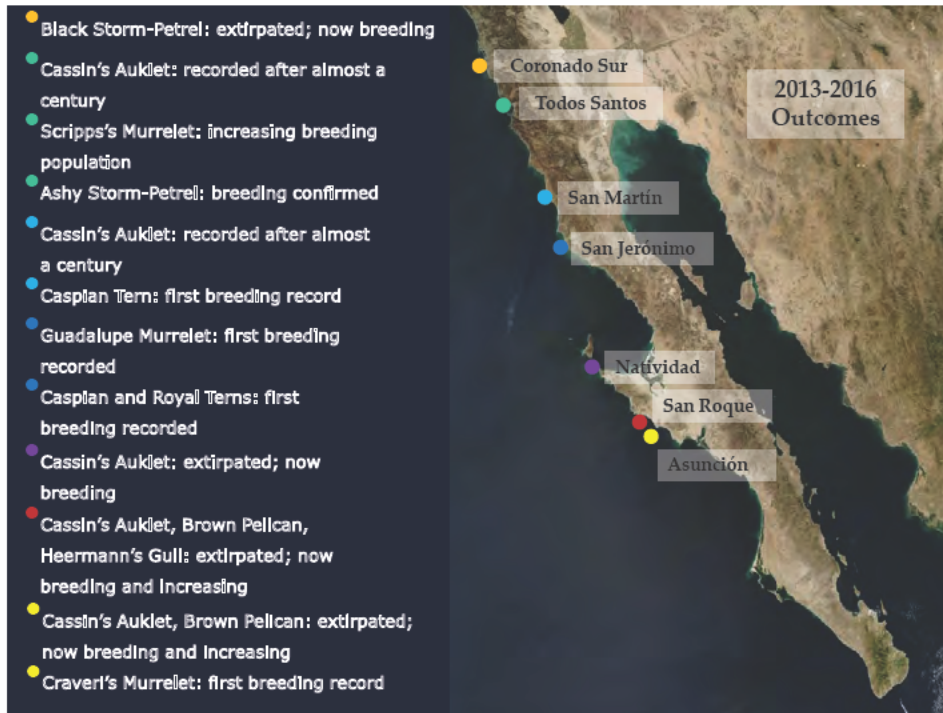 Black Storm-Petrel: extirpated; now breeding
Cassin's Auklet: recorded after almost a
century
Scripps's Murrelet: increasing breeding
population
Ashy Storm-Petrel: breeding confirmed
Cassin's Auklet: recorded after almost
a century
Caspian Tern: first breeding record
Guadalupe Murrelet: first breeding
recorded
Caspian and Royal Terns: first
breeding recorded
Cassin's Auklet: extirpated; now
breeding
Cassin's Auklet, Brown Pelican,
Heermann's Gull: extirpated; now
breeding and increasing
Cassin's Auklet, Brown Pelican: extirpated;
now breeding and increasing
Craveri's Murrelet: first breeding record
Coronado Sur
Todos Santos
San Martín
San Jerónimo
Natividad
San Roque
Asunción
2013-2016
Outcomes